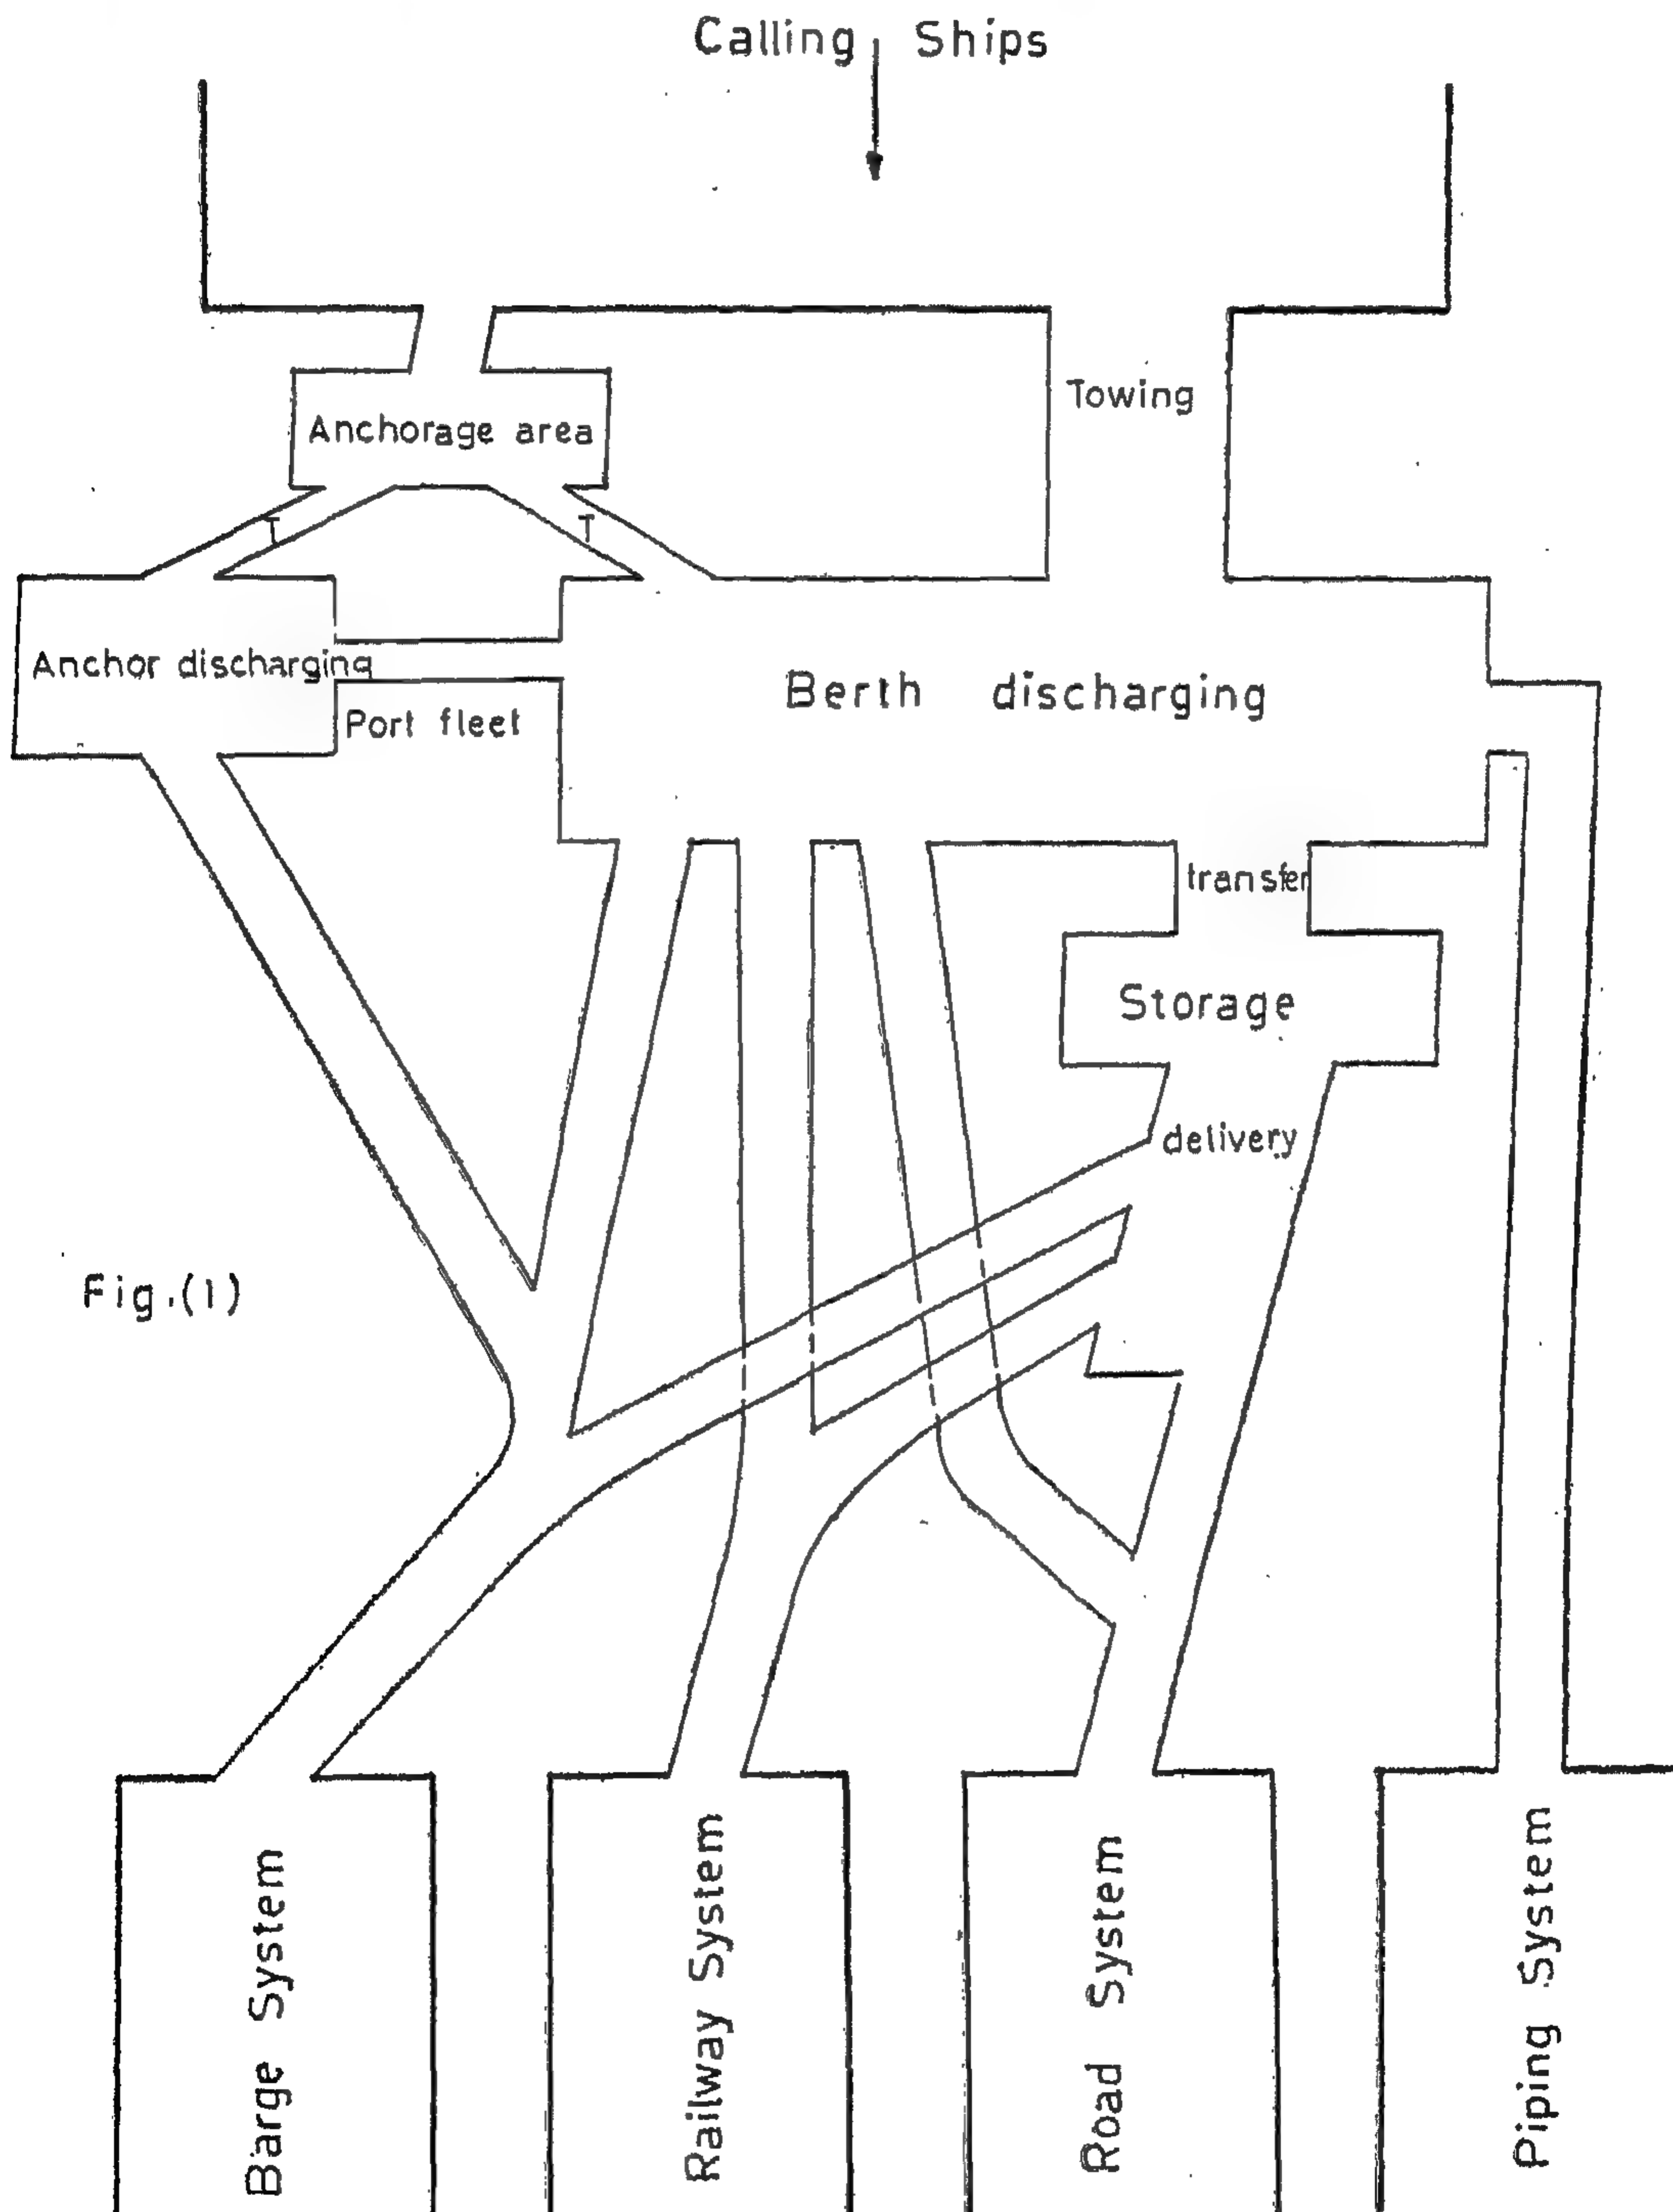 Calling Ships
Towing
Anchorage area
T T
Anchor discharging
Berth discharging
Port fleet
transfer
Storage
delivery
Fig.(1)
Barge System
Railway System
Road System
Piping System